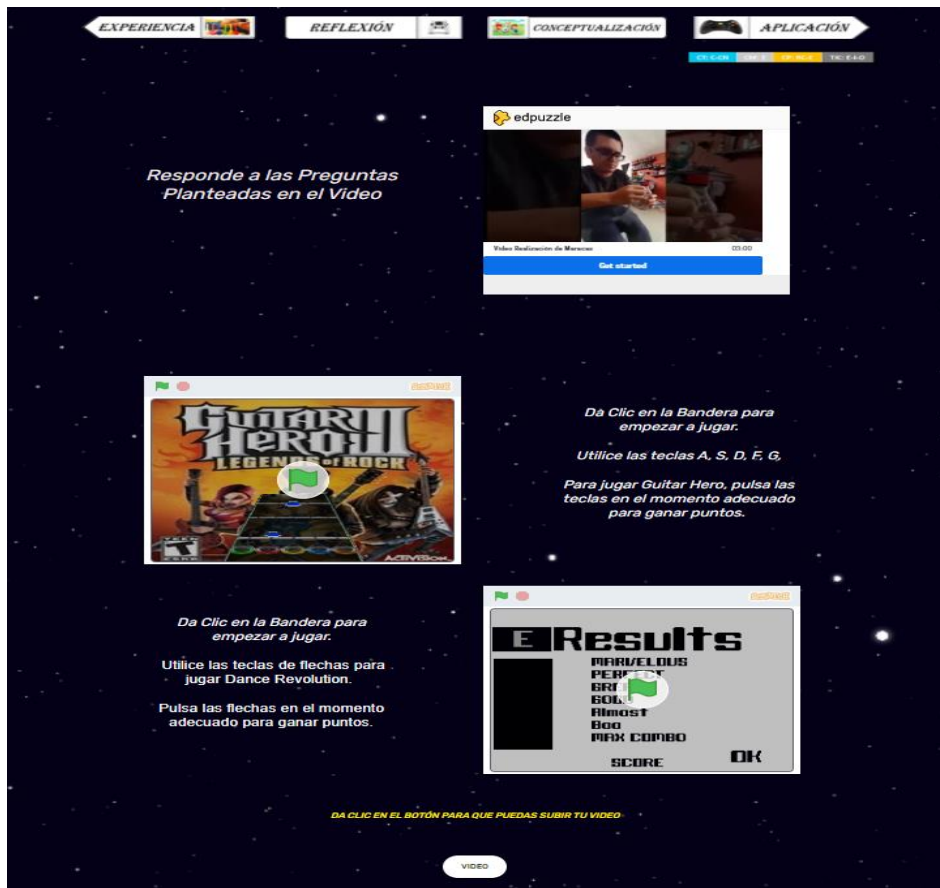 EXPERIENCIA
REFLEXIÓN
CONCEPTUALIZACIÓN
APLICACIÓN
TIC: E-I-O
edpuzzle
Responde a las Preguntas
Planteadas en el Video
Video Realización de Maracas
03:00
Get started
GUITAR
HERO III
LEGENDS of ROCK
TEEN
T
ESRB
ACTIVISION
Da Clic en la Bandera para
empezar a jugar.
Utilice las teclas A, S, D, F, G,
Para jugar Guitar Hero, pulsa las
teclas en el momento adecuado
para ganar puntos.
Da Clic en la Bandera para
empezar a jugar.
Utilice las teclas de flechas para
jugar Dance Revolution.
Pulsa las flechas en el momento
adecuado para ganar puntos.
E Results
MARVELOUS
PERFECT
Almost
Boo
MAX COMBO
OK
SCORE
DA CLIC EN EL BOTÓN PARA QUE PUEDAS SUBIR TU VIDEO
VIDEO